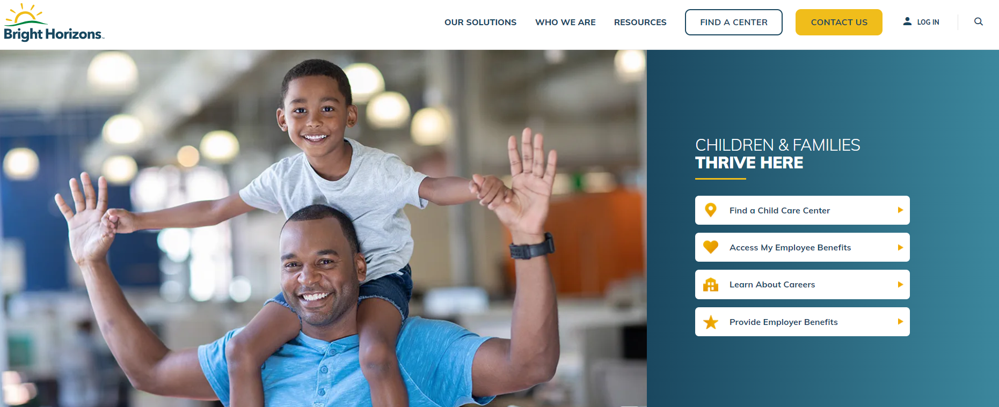 Bright Horizons
OUR SOLUTIONS
WHO WE ARE
RESOURCES
FIND A CENTER
CONTACT US
LOG IN
CHILDREN & FAMILIES
THRIVE HERE
Find a Child Care Center
Access My Employee Benefits
Learn About Careers
Provide Employer Benefits